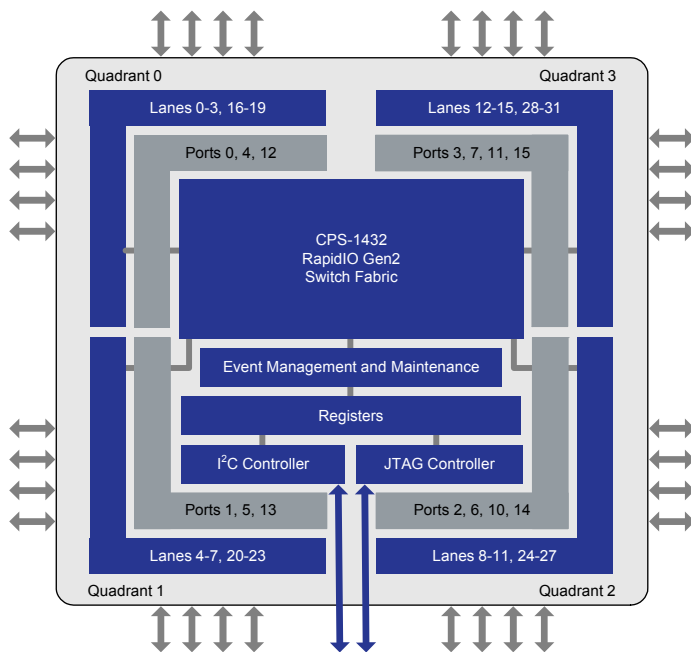 Quadrant 0
Quadrant 3
Lanes 0-3, 16-19
Lanes 12-15, 28-31
Ports 0, 4, 12
Ports 3, 7, 11, 15
CPS-1432
RapidIO Gen2
Switch Fabric
Event Management and Maintenance
Registers
I²C Controller
JTAG Controller
Ports 1, 5, 13
Ports 2, 6, 10, 14
Lanes 4-7, 20-23
Lanes 8-11, 24-27
Quadrant 1
Quadrant 2